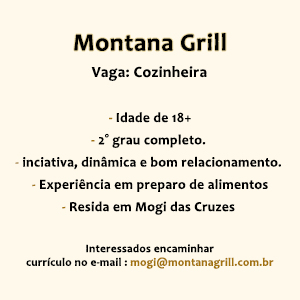 Montana Grill
Vaga: Cozinheira
- Idade de 18+
- 2° grau completo.
- inciativa, dinâmica e bom relacionamento.
- Experiência em preparo de alimentos
- Resida em Mogi das Cruzes
Interessados encaminhar
currículo no e-mail : mogi@montanagrill.com.br